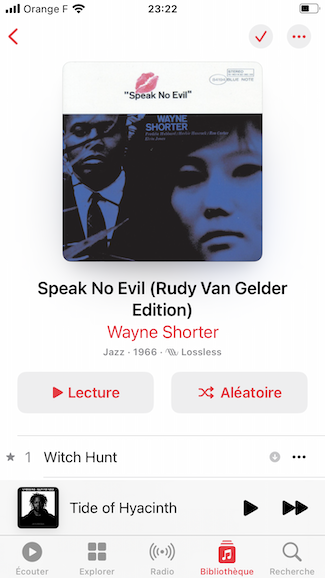 Orange F
23:22
"Speak No Evil"
BLUE NOTE
WAYNE
SHORTER
Speak No Evil (Rudy Van Gelder
Edition)
Wayne Shorter
Jazz · 1966 · Lossless
Lecture
Aléatoire
★ 1 Witch Hunt
Tide of Hyacinth
Écouter
Explorer
Radio
Bibliothèque
Recherche